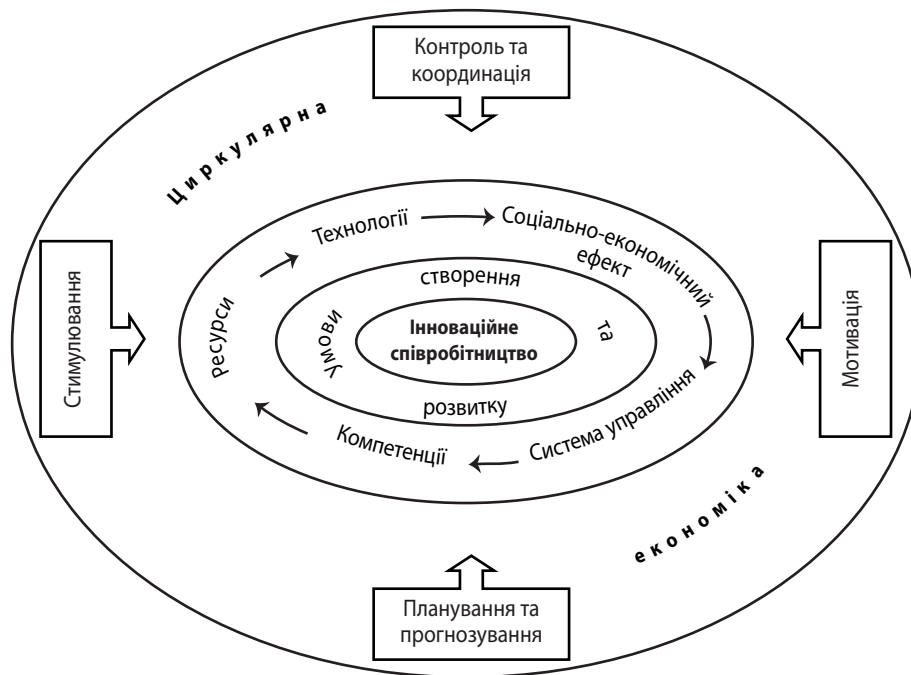 Контроль та
координація
Циркулярна
Технології
Соціально-економічний
ефект
Ресурси
Умови
створення
та
розвитку
Інноваційне
співробітництво
Стимулювання
Мотивація
Компетенції
Система управління
економіка
Планування та
прогнозування